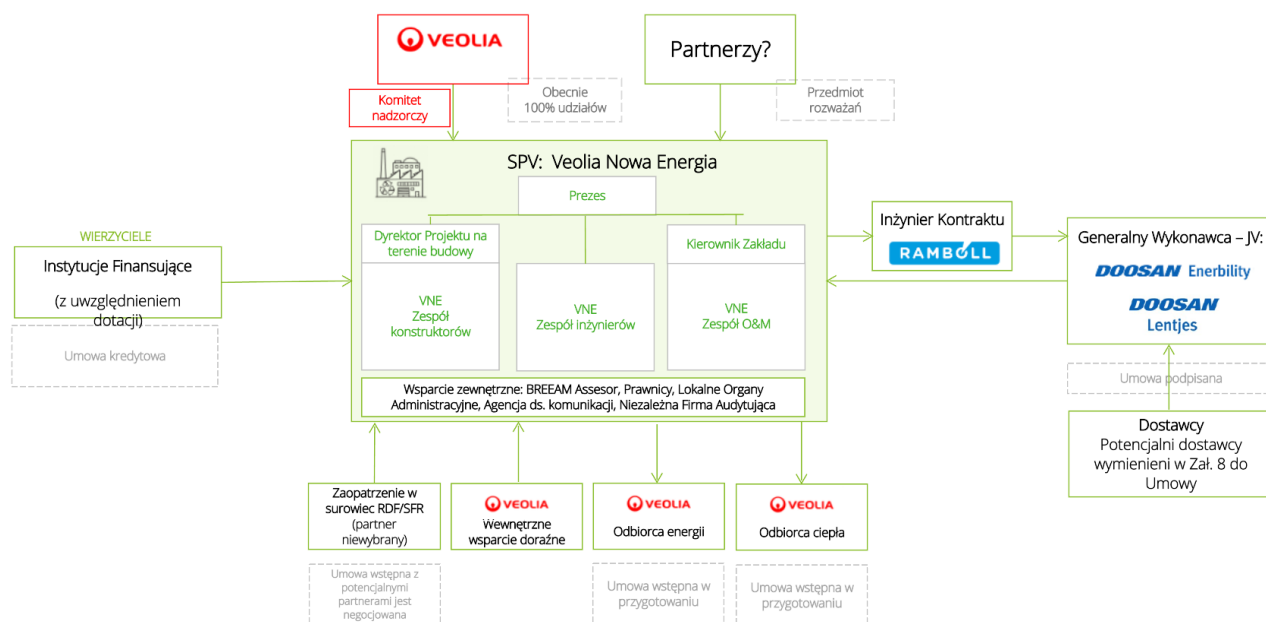 VEOLIA
Partnerzy?
Komitet
nadzorczy
Obecnie
100% udziałów
Przedmiot
rozważań
SPV: Veolia Nowa Energia
Prezes
Dyrektor Projektu na
terenie budowy
Kierownik Zakładu
VNE
Zespół
konstruktorów
VNE
Zespół inżynierów
VNE
Zespół O&M
Wsparcie zewnętrzne: BREEAM Assesor, Prawnicy, Lokalne Organy
Administracyjne, Agencja ds. komunikacji, Niezależna Firma Audytująca
WIERZYCIELE
Instytucje Finansujące
(z uwzględnieniem
dotacji)
Umowa kredytowa
Inżynier Kontraktu
RAMBOLL
Generalny Wykonawca – JV:
DOOSAN Enerbility
DOOSAN
Lentjes
Umowa podpisana
Dostawcy
Potencjalni dostawcy
wymienieni w Zał. 8 do
Umowy
Zaopatrzenie w
surowiec RDF/SFR
(partner
niewybrany)
VEOLIA
Wewnętrzne
wsparcie doraźne
VEOLIA
Odbiorca energii
VEOLIA
Odbiorca ciepła
Umowa wstępna z
potencjalnymi
partnerami jest
negocjowana
Umowa wstępna w
przygotowaniu
Umowa wstępna w
przygotowaniu